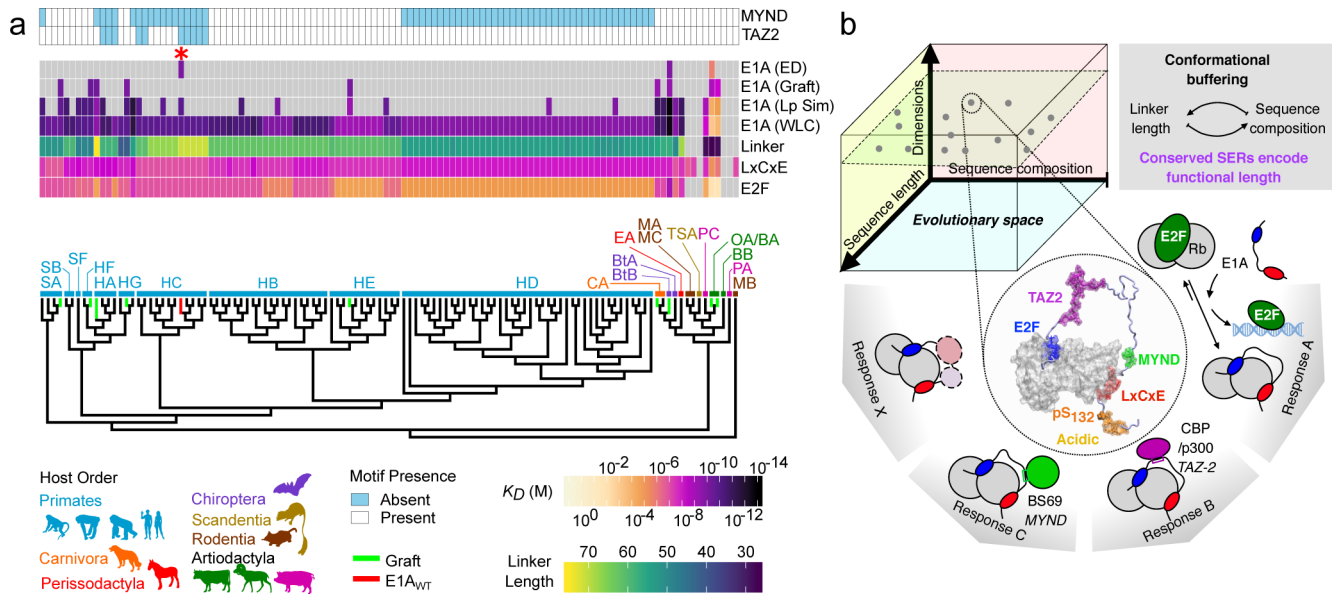 a
MYND
TAZ2
*
E1A (ED)
E1A (Graft)
E1A (Lp Sim)
E1A (WLC)
Linker
LxCxE
E2F
SB
SA
SF
HF
HA
HG
HC
HB
HE
HD
CA
BtA
BtB
EA
MA
MC
TSA
PC
OA/BA
BB
PA
MB
Host Order
Primates
Carnivora
Perissodactyla
Chiroptera
Scandentia
Rodentia
Artiodactyla
Motif Presence
Absent
Present
Graft
E1AWT
10-2 10-6 10-10 10-14
KD (M)
100 10-4 10-8 10-12
Linker
Length
70 60 50 40 30
b
Dimensions
Sequence composition
Sequence length
Evolutionary space
Conformational
buffering
Linker
length
Sequence
composition
Conserved SERs encode
functional length
E2F
Rb
E1A
E2F
TAZ2
E2F
MYND
LxCxE
pS132
Acidic
Response A
CBP
/p300
TAZ-2
Response B
BS69
MYND
Response C
Response X